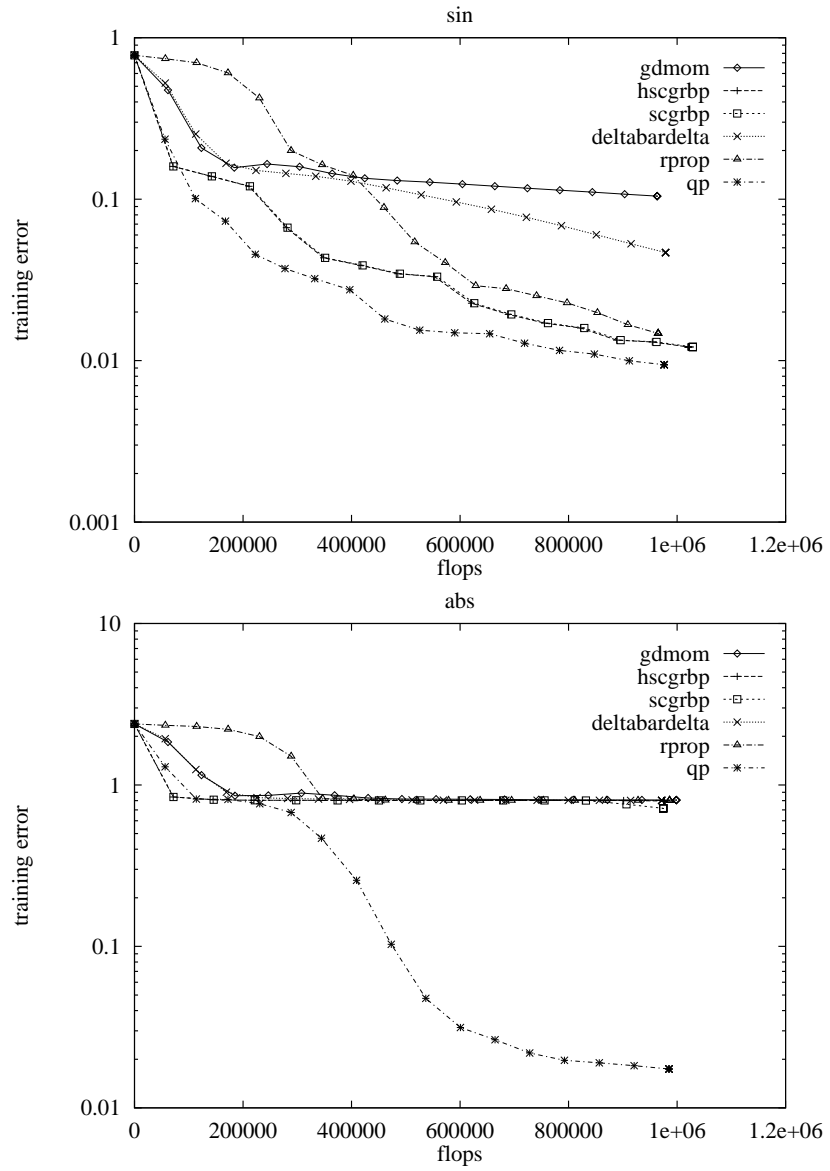 sin
1
0.1
0.01
0.001
training error
gdmom
hscgrbp
scgrbp
deltabardelta
rprop
qp
0 200000 400000 600000 800000 1e+06 1.2e+06
flops
abs
10
1
0.1
0.01
training error
gdmom
hscgrbp
scgrbp
deltabardelta
rprop
qp
0 200000 400000 600000 800000 1e+06 1.2e+06
flops